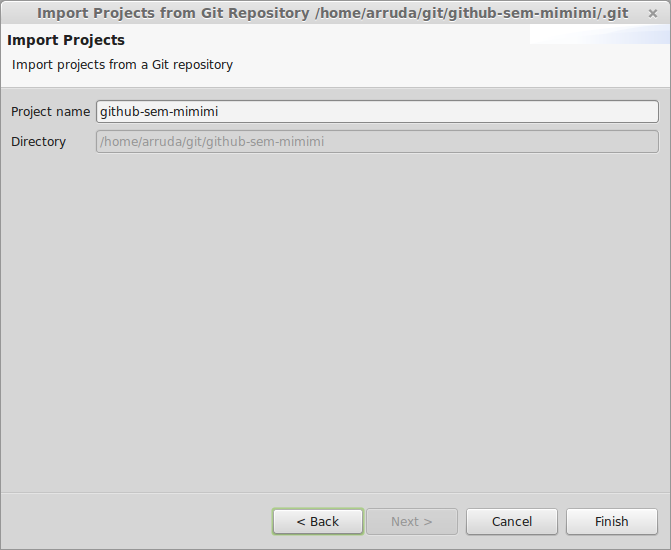 Import Projects from Git Repository /home/arruda/git/github-sem-mimimi/.git ×
Import Projects
Import projects from a Git repository
Project name github-sem-mimimi
Directory /home/arruda/git/github-sem-mimimi
< Back Next > Cancel Finish